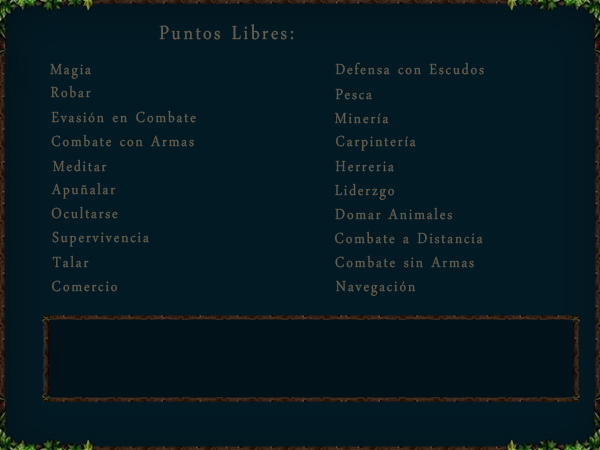 Puntos Libres:
Magia
Robar
Evasión en Combate
Combate con Armas
Meditar
Apuñalar
Ocultarse
Supervivencia
Talar
Comercio
Defensa con Escudos
Pesca
Minería
Carpintería
Herreria
Liderzgo
Domar Animales
Combate a Distancia
Combate sin Armas
Navegación